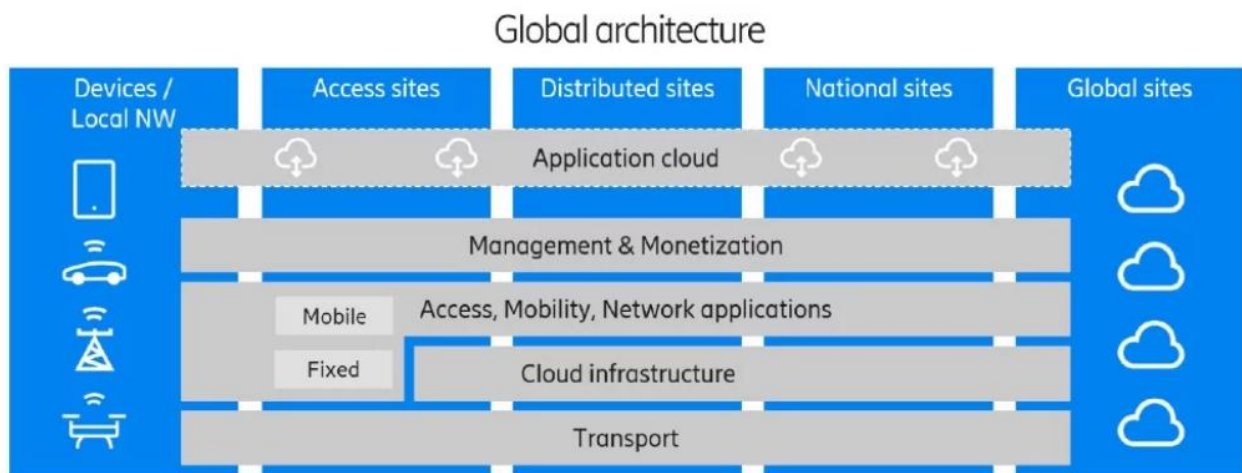 Global architecture
Devices /
Local NW
Access sites
Distributed sites
National sites
Global sites
Application cloud
Management & Monetization
Mobile
Access, Mobility, Network applications
Fixed
Cloud infrastructure
Transport